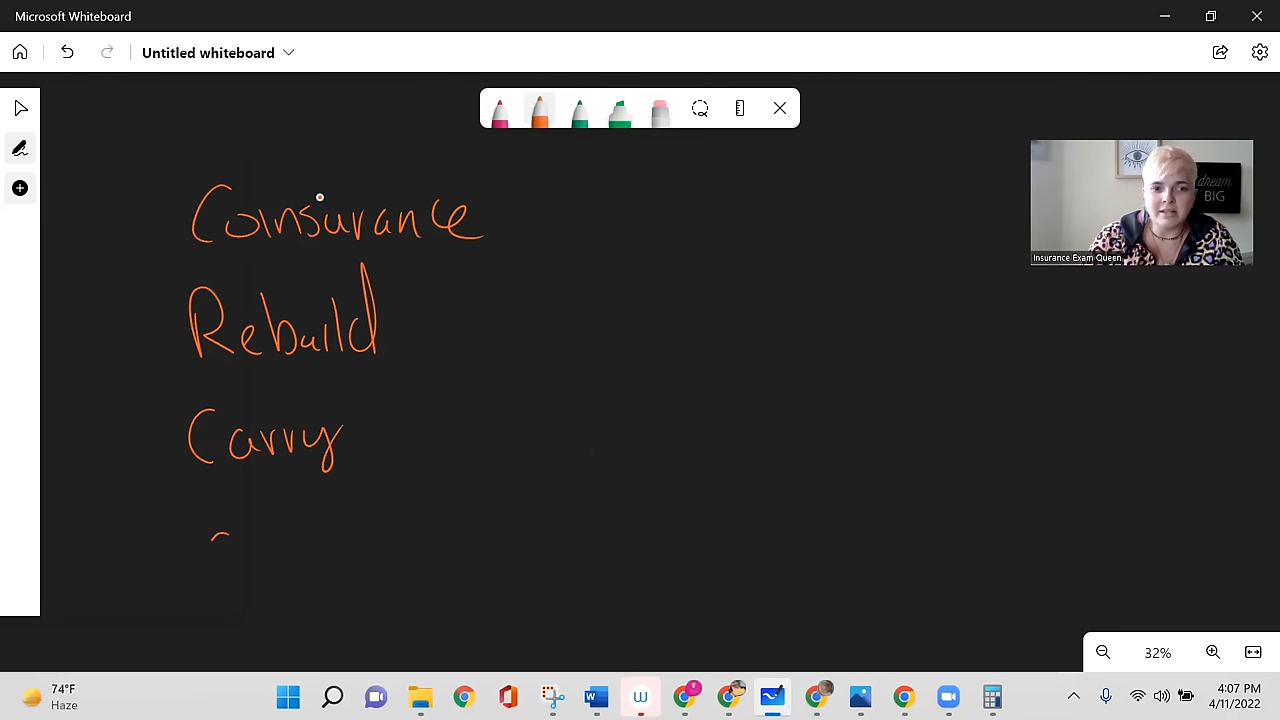 Microsoft Whiteboard
Untitled whiteboard
Coinsurance
Rebuild
Carry
dream
BIG
Insurance Exam Queen
32%
74°F
Haze
4:07 PM
4/11/2022